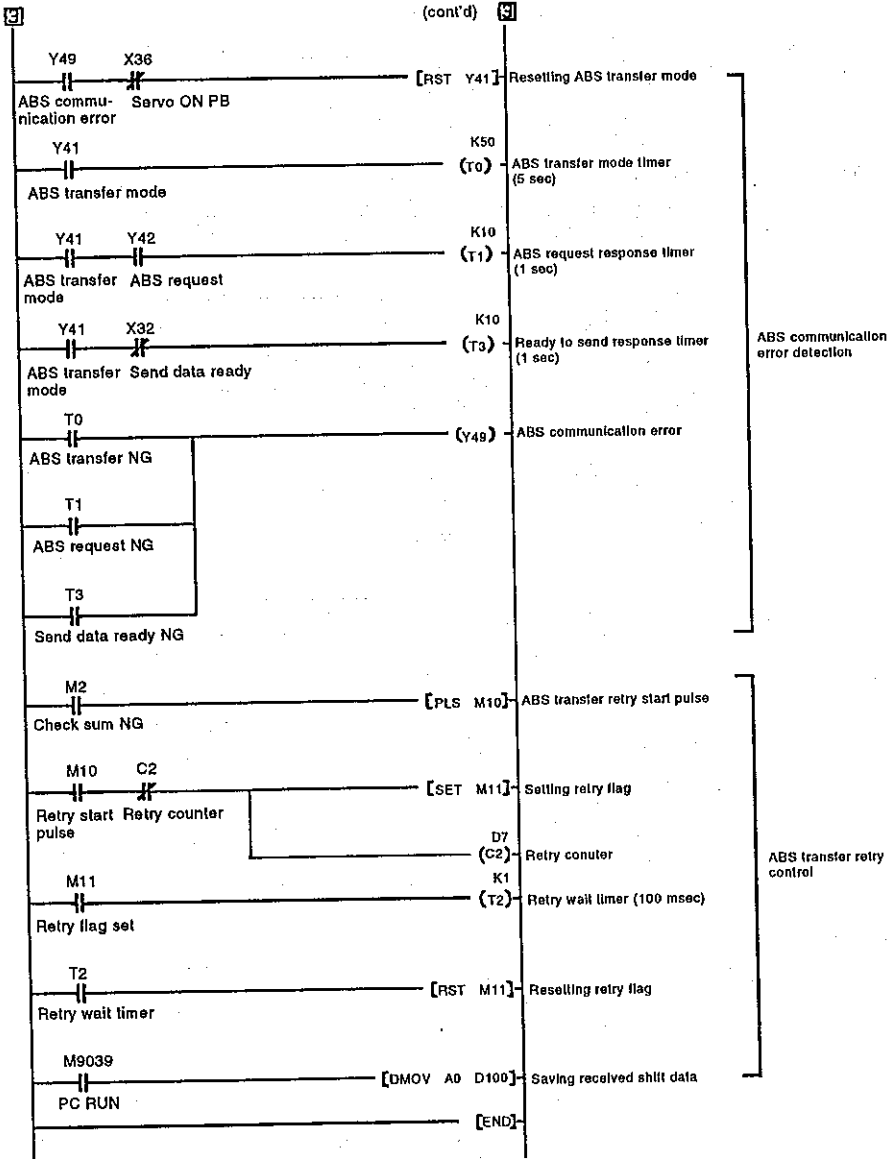 (cont'd)
9
9
Y49 X36
[RST Y41] Resetting ABS transfer mode
ABS commu-
nication error
Servo ON PB
Y41
K50
(T0)
ABS transfer mode timer
(5 sec)
ABS transfer mode
Y41 Y42
K10
(T1)
ABS request response timer
(1 sec)
ABS transfer
mode
ABS request
Y41 X32
K10
(T3)
Ready to send response timer
(1 sec)
ABS transfer
mode
Send data ready
ABS communication
error detection
T0
(Y49) ABS communication error
ABS transfer NG
T1
ABS request NG
T3
Send data ready NG
M2
[PLS M10] ABS transfer retry start pulse
Check sum NG
M10 C2
[SET M11] Setting retry flag
Retry start
pulse
Retry counter
D7
(C2) Retry conuter
ABS transfer retry
control
M11
K1
(T2) Retry wait timer (100 msec)
Retry flag set
T2
[RST M11] Resetting retry flag
Retry wait timer
M9039
[DMOV A0 D100] Saving received shift data
PC RUN
[END]